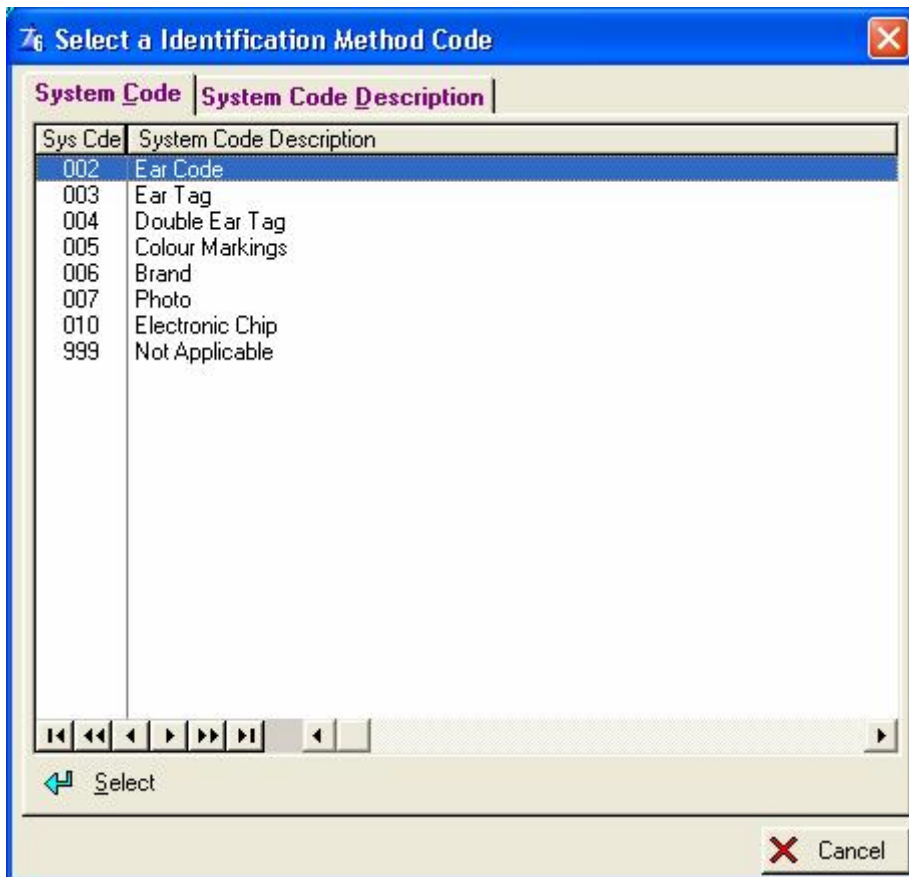 Select a Identification Method Code
System Code System Code Description
Sys Cde System Code Description
002 Ear Code
003 Ear Tag
004 Double Ear Tag
005 Colour Markings
006 Brand
007 Photo
010 Electronic Chip
999 Not Applicable
Select
Cancel